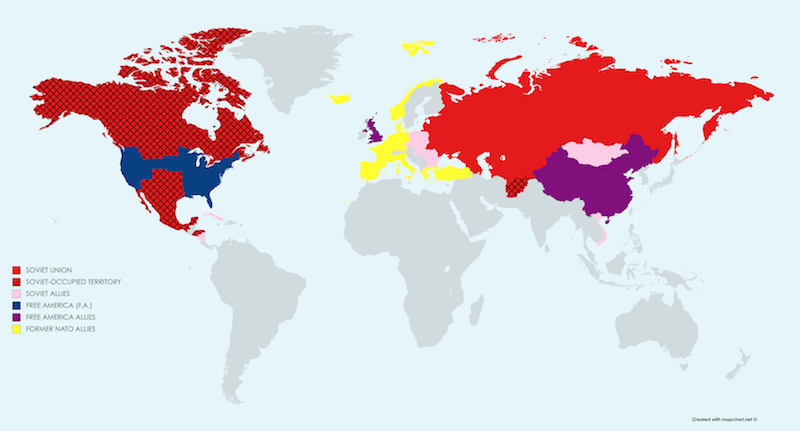 SOVIET UNION
SOVIET-OCCUPIED TERRITORY
SOVIET ALLIES
FREE AMERICA (F.A.)
FREE AMERICA ALLIES
FORMER NATO ALLIES
Created with mapchart.net ©